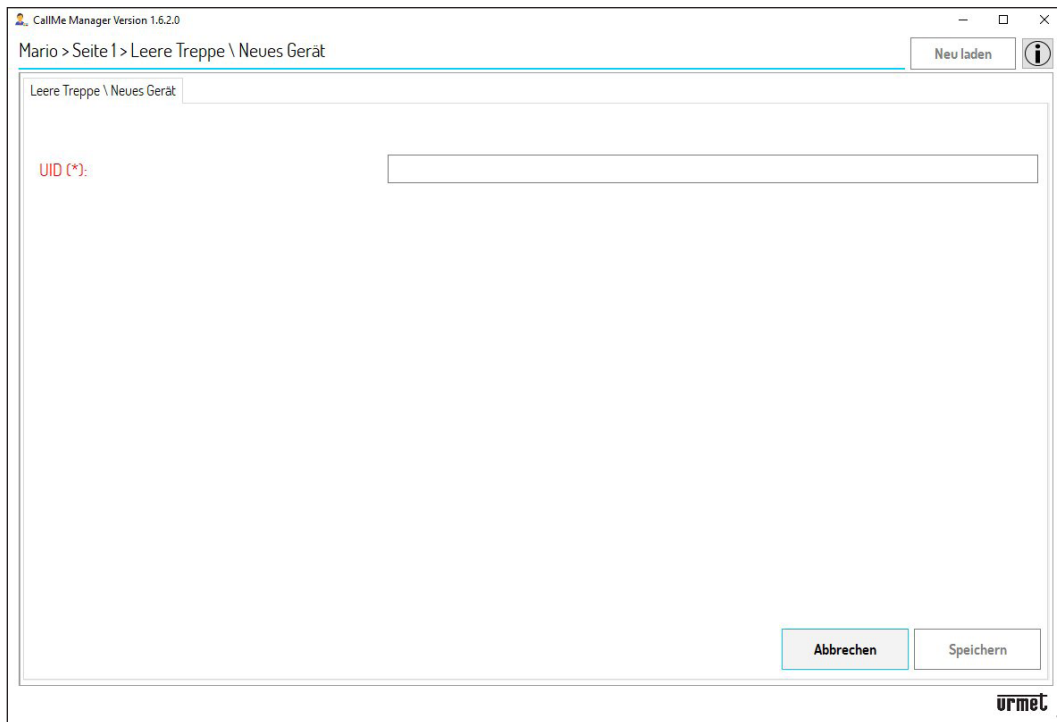 CallMe Manager Version 1.6.2.0
Mario > Seite 1 > Leere Treppe \ Neues Gerät
Neu laden
Leere Treppe \ Neues Gerät
UID (*):
Abbrechen
Speichern
urmet